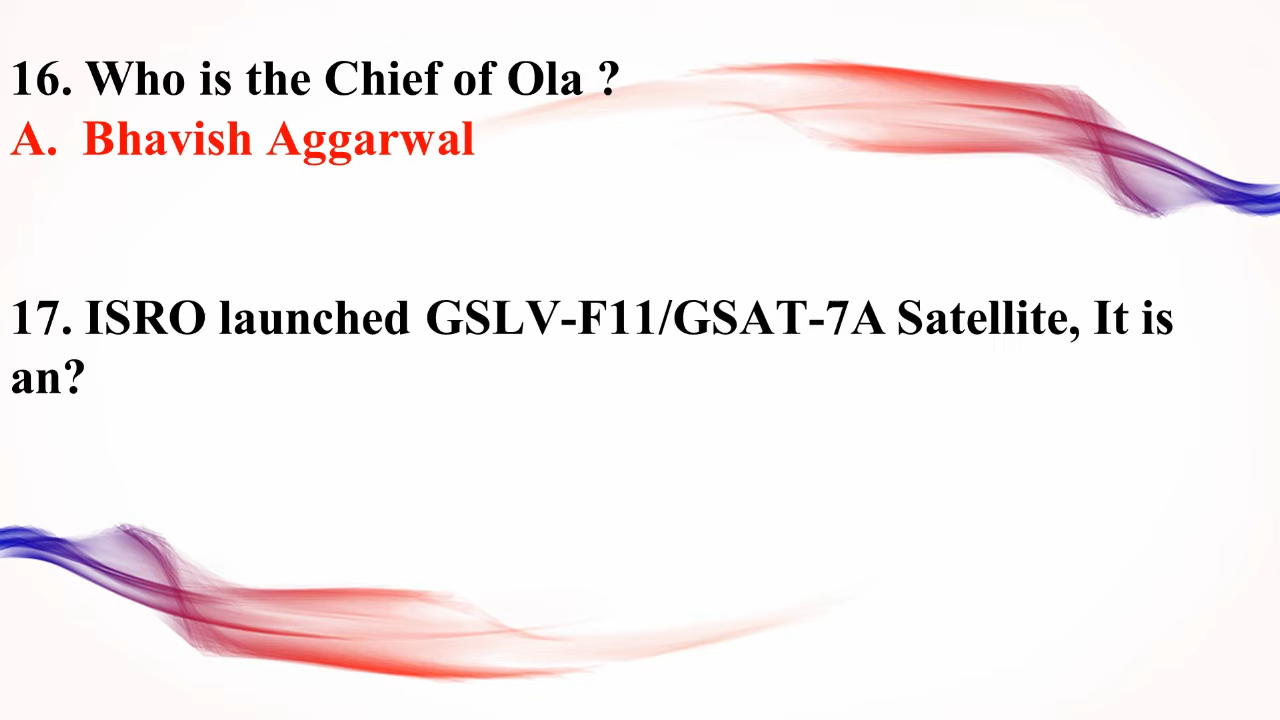 16. Who is the Chief of Ola ?
A.  Bhavish Aggarwal
17. ISRO launched GSLV-F11/GSAT-7A Satellite, It is
an?